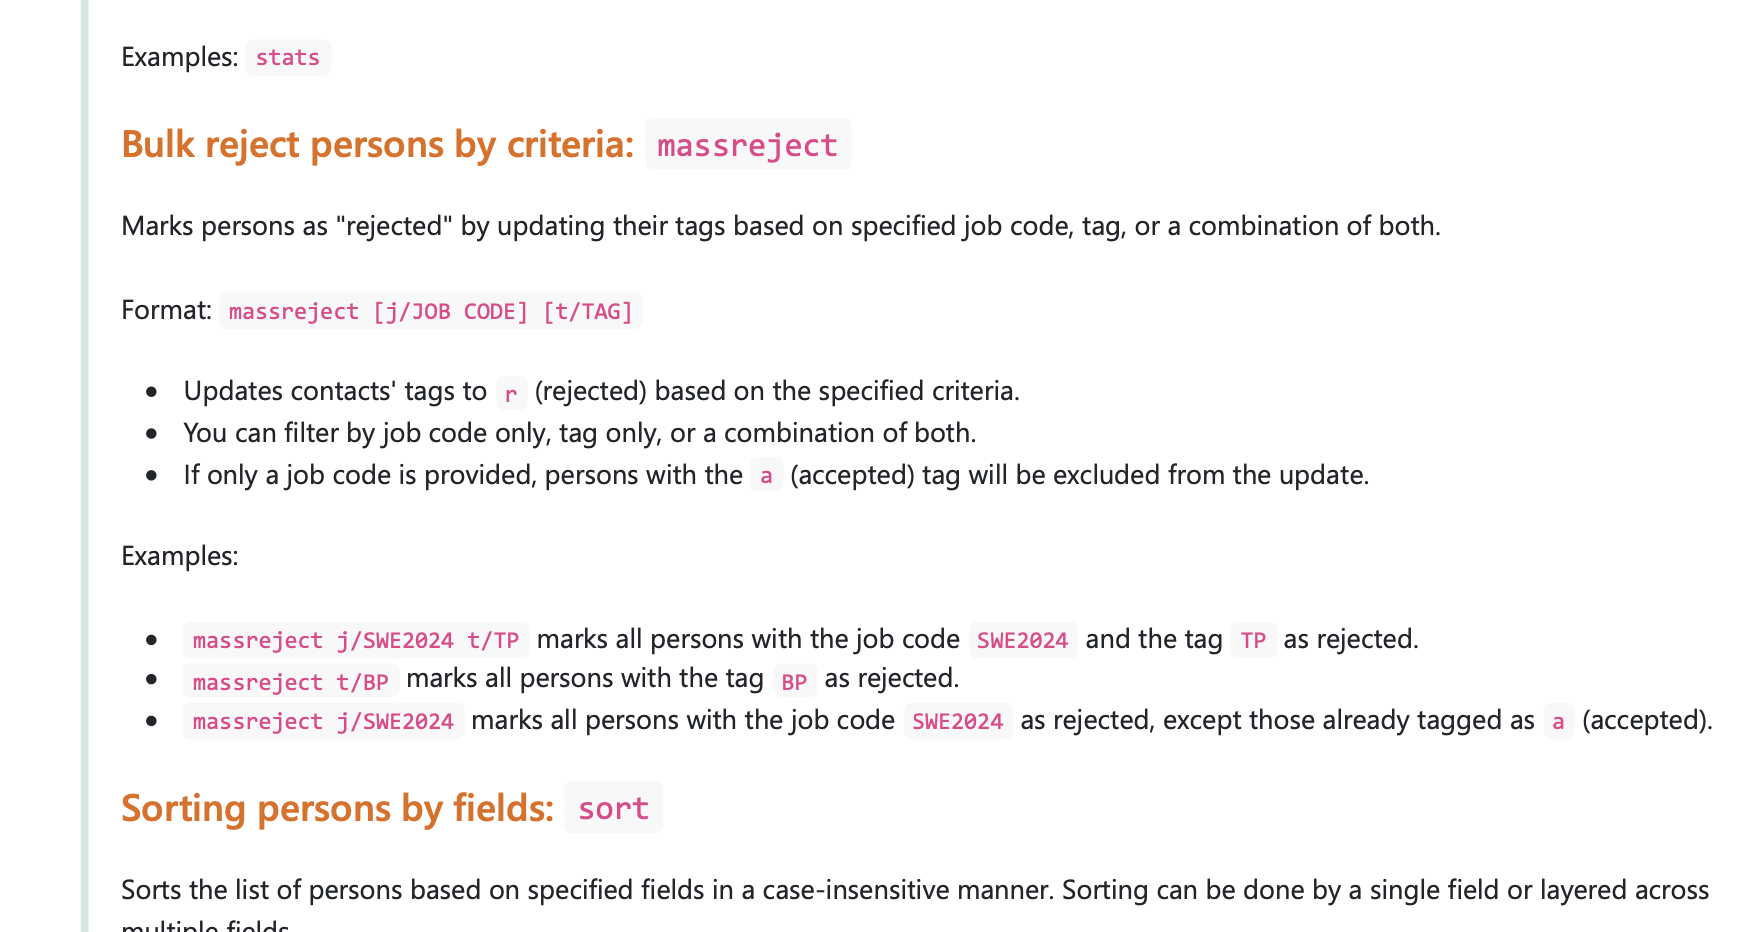 Examples: stats
Bulk reject persons by criteria: massreject
Marks persons as "rejected" by updating their tags based on specified job code, tag, or a combination of both.
Format: massreject [j/JOB CODE] [t/TAG]
• Updates contacts' tags to r (rejected) based on the specified criteria.
• You can filter by job code only, tag only, or a combination of both.
• If only a job code is provided, persons with the a (accepted) tag will be excluded from the update.
Examples:
• massreject j/SWE2024 t/TP marks all persons with the job code SWE2024 and the tag TP as rejected.
• massreject t/BP marks all persons with the tag BP as rejected.
• massreject j/SWE2024 marks all persons with the job code SWE2024 as rejected, except those already tagged as a (accepted).
Sorting persons by fields: sort
Sorts the list of persons based on specified fields in a case-insensitive manner. Sorting can be done by a single field or layered across
multiple fields.